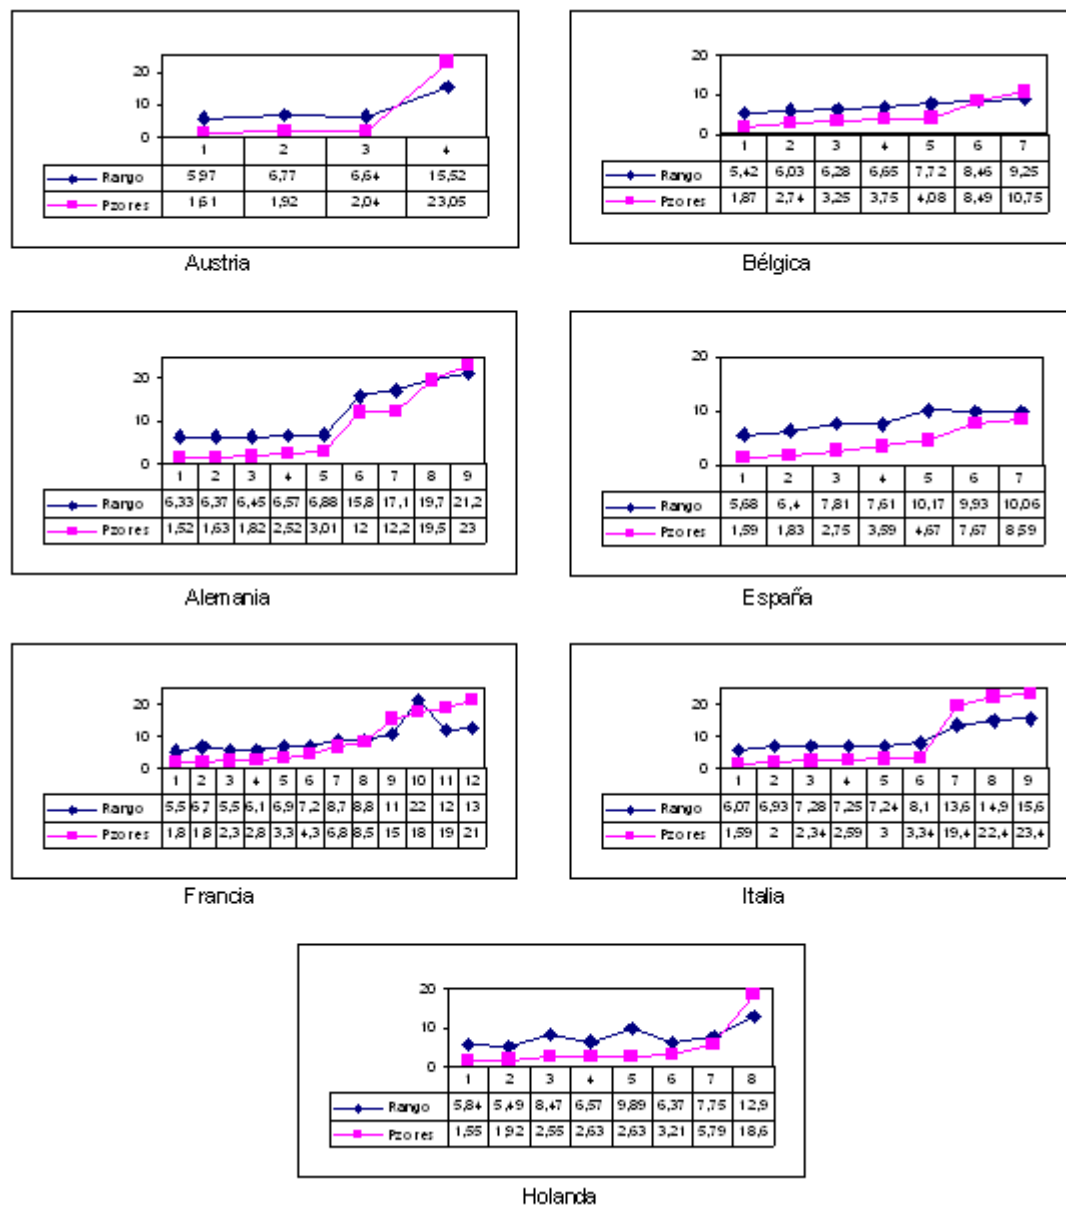 20
10
0
1 2 3 4
Rango 5,97 6,77 6,64 15,52
Pzores 1,61 1,92 2,04 23,05
Austria
20
10
0
1 2 3 4 5 6 7
Rango 5,42 6,03 6,28 6,65 7,72 8,46 9,25
Pzores 1,87 2,74 3,25 3,75 4,08 8,49 10,75
Bélgica
20
10
0
1 2 3 4 5 6 7 8 9
Rango 6,33 6,37 6,45 6,57 6,88 15,8 17,1 19,7 21,2
Pzores 1,52 1,63 1,82 2,52 3,01 12 12,2 19,5 23
Alemania
20
10
0
1 2 3 4 5 6 7
Rango 5,68 6,4 7,81 7,61 10,17 9,93 10,06
Pzores 1,59 1,83 2,75 3,59 4,67 7,67 8,59
España
20
10
0
1 2 3 4 5 6 7 8 9 10 11 12
Rango 5,5 6,7 5,5 6,1 6,9 7,2 8,7 8,8 11 22 12 13
Pzores 1,8 1,8 2,3 2,8 3,3 4,3 6,8 8,5 15 18 19 21
Francia
20
10
0
1 2 3 4 5 6 7 8 9
Rango 6,07 6,93 7,28 7,25 7,24 8,1 13,6 14,9 15,6
Pzores 1,59 2 2,34 2,59 3 3,34 19,4 22,4 23,4
Italia
20
10
0
1 2 3 4 5 6 7 8
Rango 5,84 5,49 8,47 6,57 9,89 6,37 7,75 12,9
Pzores 1,55 1,92 2,55 2,63 2,63 3,21 5,79 18,6
Holanda